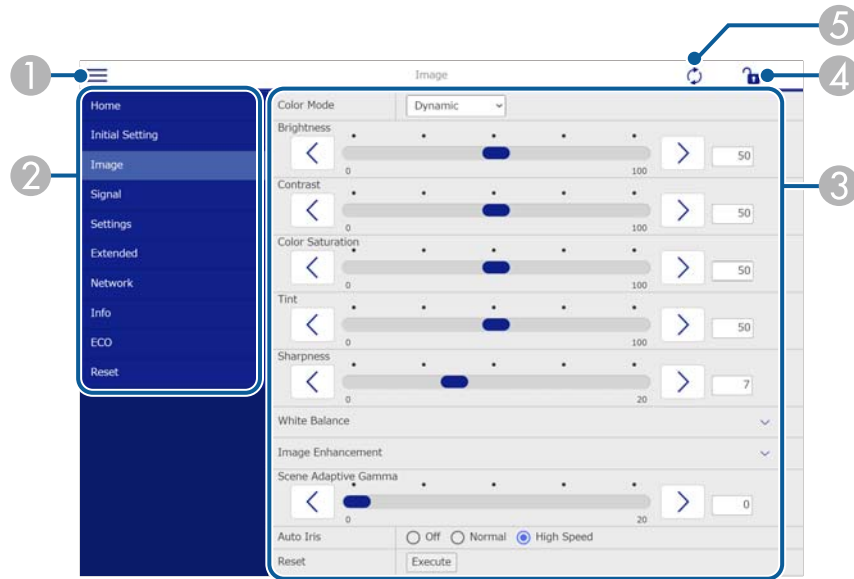 5
1
Image
4
Home
Initial Setting
Image
Signal
Settings
Extended
Network
Info
ECO
Reset
2
3
Color Mode
Dynamic
Brightness
0
100
50
Contrast
0
100
50
Color Saturation
0
100
50
Tint
0
100
50
Sharpness
0
20
7
White Balance
Image Enhancement
Scene Adaptive Gamma
0
20
0
Auto Iris
Off
Normal
High Speed
Reset
Execute